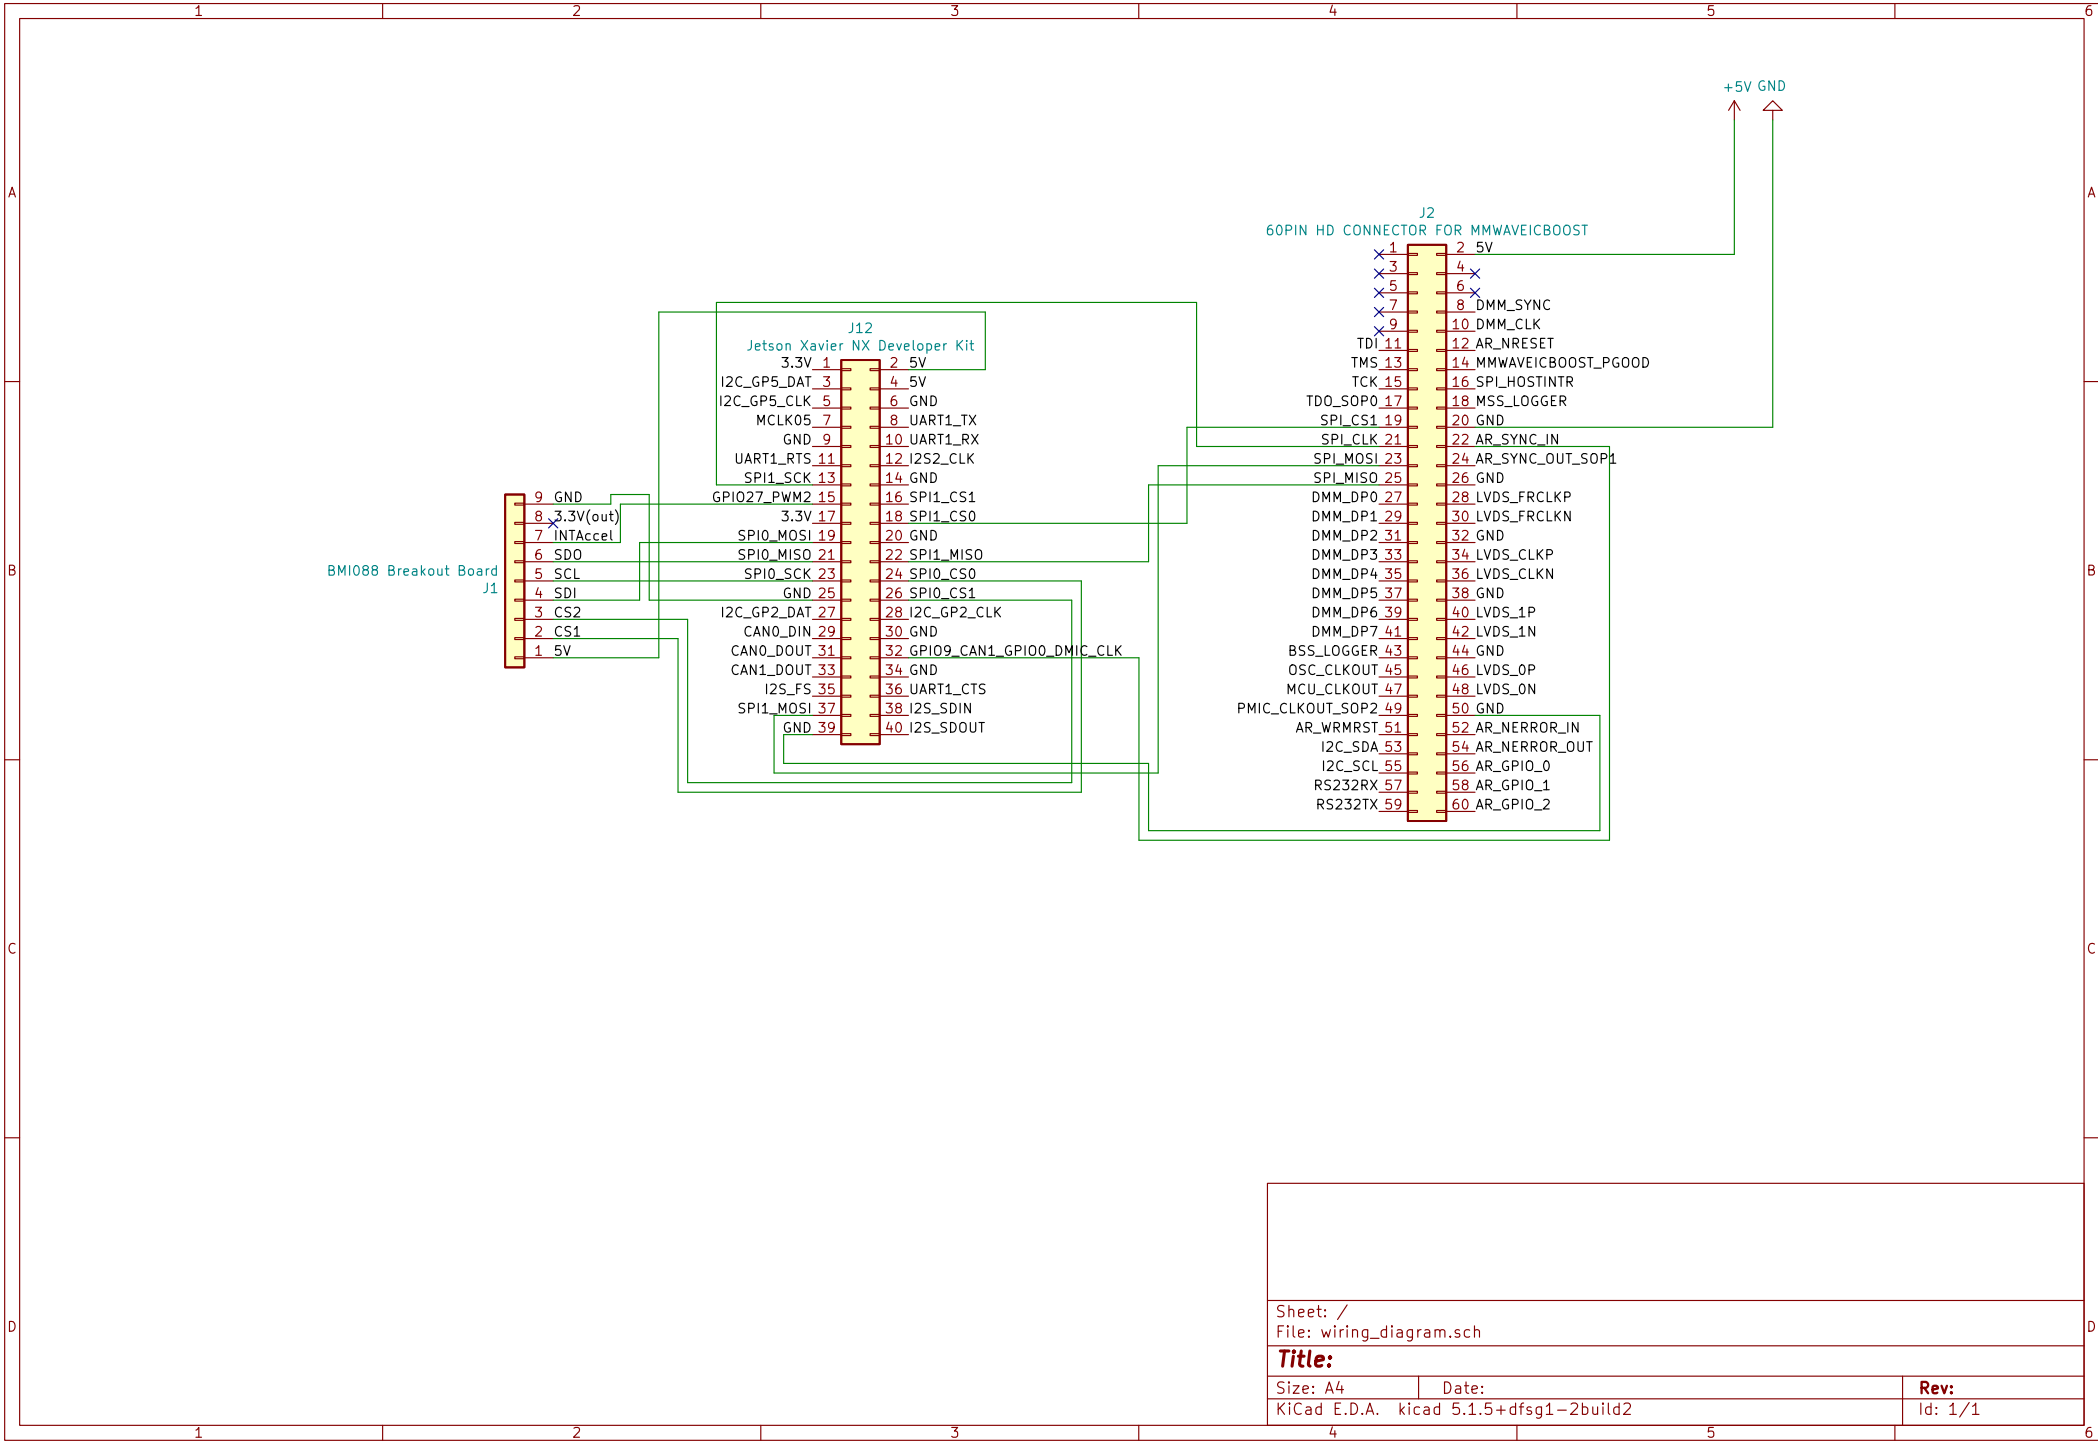 1 2 3 4 5 6
+5V GND
A A
J2
60PIN HD CONNECTOR FOR MMWAVEICBOOST
1 2 5V
3 4
5 6
7 8 DMM_SYNC
9 10 DMM_CLK
TDI 11 12 AR_NRESET
TMS 13 14 MMWAVEICBOOST_PGOOD
TCK 15 16 SPI_HOSTINTR
TDO_SOP0 17 18 MSS_LOGGER
SPI_CS1 19 20 GND
SPI_CLK 21 22 AR_SYNC_IN
SPI_MOSI 23 24 AR_SYNC_OUT_SOP1
SPI_MISO 25 26 GND
DMM_DP0 27 28 LVDS_FRCLKP
DMM_DP1 29 30 LVDS_FRCLKN
DMM_DP2 31 32 GND
DMM_DP3 33 34 LVDS_CLKP
DMM_DP4 35 36 LVDS_CLKN
DMM_DP5 37 38 GND
DMM_DP6 39 40 LVDS_1P
DMM_DP7 41 42 LVDS_1N
BSS_LOGGER 43 44 GND
OSC_CLKOUT 45 46 LVDS_0P
MCU_CLKOUT 47 48 LVDS_0N
PMIC_CLKOUT_SOP2 49 50 GND
AR_WRMRST 51 52 AR_NERROR_IN
I2C_SDA 53 54 AR_NERROR_OUT
I2C_SCL 55 56 AR_GPIO_0
RS232RX 57 58 AR_GPIO_1
RS232TX 59 60 AR_GPIO_2
J12
Jetson Xavier NX Developer Kit
3.3V 1 2 5V
I2C_GP5_DAT 3 4 5V
I2C_GP5_CLK 5 6 GND
MCLK05 7 8 UART1_TX
GND 9 10 UART1_RX
UART1_RTS 11 12 I2S2_CLK
SPI1_SCK 13 14 GND
GPIO27_PWM2 15 16 SPI1_CS1
3.3V 17 18 SPI1_CS0
SPI0_MOSI 19 20 GND
SPI0_MISO 21 22 SPI1_MISO
SPI0_SCK 23 24 SPI0_CS0
GND 25 26 SPI0_CS1
I2C_GP2_DAT 27 28 I2C_GP2_CLK
CAN0_DIN 29 30 GND
CAN0_DOUT 31 32 GPIO9_CAN1_GPIO0_DMIC_CLK
CAN1_DOUT 33 34 GND
I2S_FS 35 36 UART1_CTS
SPI1_MOSI 37 38 I2S_SDIN
GND 39 40 I2S_SDOUT
9 GND
8 3.3V(out)
7 INTAccel
6 SDO
5 SCL
4 SDI
3 CS2
2 CS1
1 5V
BMI088 Breakout Board
J1
B B
C C
D D
Sheet: /
File: wiring_diagram.sch
Title:
Size: A4 Date: Rev:
KiCad E.D.A. kicad 5.1.5+dfsg1-2build2 Id: 1/1
1 2 3 4 5 6